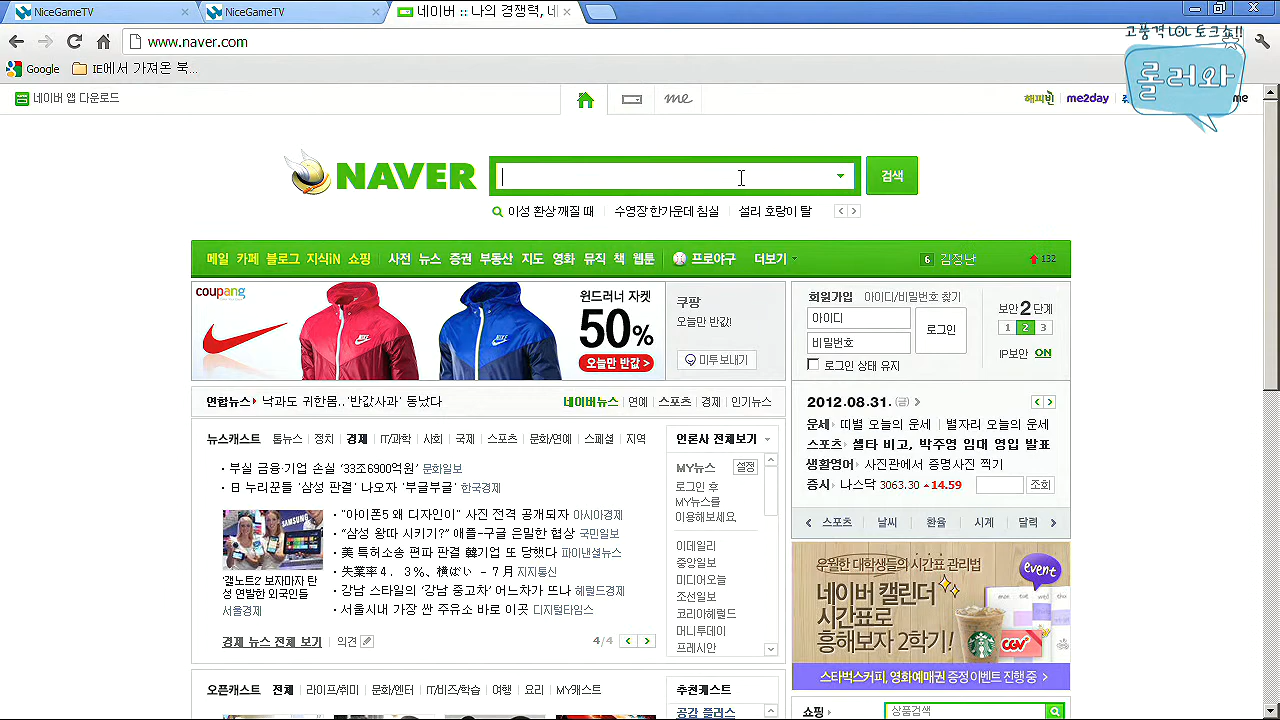 NiceGameTV
NiceGameTV
네이버 :: 나의 경쟁력, 네
www.naver.com
고품격 LOL 토크쇼!!
롤러와
Google
IE에서 가져온 북...
네이버 앱 다운로드
me
해피빈
me2day
me
NAVER
검색
이성 환상 깨질 때
수영장 한가운데 침실
설리 호랑이 탈
메일 카페 블로그 지식iN 쇼핑 사전 뉴스 증권 부동산 지도 영화 뮤직 책 웹툰 프로야구 더보기
6 김정난 132
coupang
윈드러너 자켓
50%
오늘만 반값 >
쿠팡
오늘만 반값!
미투 보내기
회원가입 아이디/비밀번호 찾기
아이디
비밀번호
로그인
로그인 상태 유지
보안 2 단계
1 2 3
IP보안 ON
연합뉴스 낙과도 귀한몸..'반값사과' 동났다
네이버뉴스 연예 스포츠 경제 인기뉴스
2012.08.31. (금)
운세 띠별 오늘의 운세 별자리 오늘의 운세
스포츠 셀타 비고, 박주영 임대 영입 발표
생활영어 사진관에서 증명사진 찍기
증시 나스닥 3063.30 14.59 조회
스포츠 날씨 환율 시계 달력
뉴스캐스트 홈뉴스 정치 경제 IT/과학 사회 국제 스포츠 문화/연예 스페셜 지역
부실 금융·기업 손실 '33조6900억원' 문화일보
日 누리꾼들 '삼성 판결' 나오자 '부글부글' 한국경제
SAMSUNG
'갤노트2' 보자마자 탄
성 연발한 외국인들
서울경제
"아이폰5 왜 디자인이" 사진 전격 공개되자 아시아경제
"삼성 왕따 시키기?" 애플-구글 은밀한 협상 국민일보
美 특허소송 편파 판결 韓기업 또 당했다 파이낸셜뉴스
失業率４．３％、横ばい－７月 지지통신
강남 스타일의 '강남 중고차' 어느차가 뜨나 헤럴드경제
서울시내 가장 싼 주유소 바로 이곳 디지털타임스
경제 뉴스 전체 보기 의견
4/4
언론사 전체보기
MY뉴스 설정
로그인 후
MY뉴스를
이용해보세요.
이데일리
중앙일보
미디어오늘
조선일보
코리아헤럴드
머니투데이
프레시안
우월한 대학생들의 시간표 관리법
event
네이버 캘린더
시간표로
흥해보자 2학기!
CGV
스타벅스커피, 영화예매권 증정 이벤트 진행 중 >
오픈캐스트 전체 라이프/취미 문화/엔터 IT/비즈/학습 여행 요리 MY캐스트
추천캐스트
공감 플러스
쇼핑
상품검색